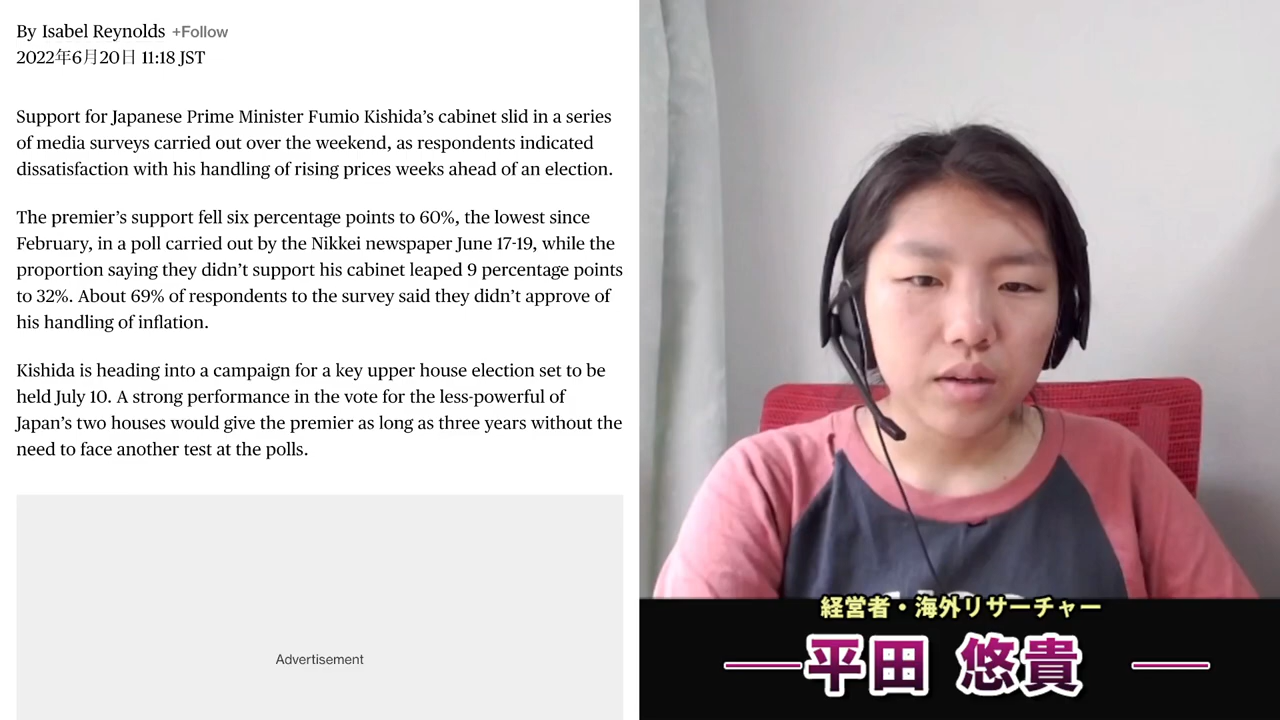 By Isabel Reynolds +Follow
2022年6月20日 11:18 JST
Support for Japanese Prime Minister Fumio Kishida’s cabinet slid in a series
of media surveys carried out over the weekend, as respondents indicated
dissatisfaction with his handling of rising prices weeks ahead of an election.
The premier’s support fell six percentage points to 60%, the lowest since
February, in a poll carried out by the Nikkei newspaper June 17-19, while the
proportion saying they didn’t support his cabinet leaped 9 percentage points
to 32%. About 69% of respondents to the survey said they didn’t approve of
his handling of inflation.
Kishida is heading into a campaign for a key upper house election set to be
held July 10. A strong performance in the vote for the less-powerful of
Japan’s two houses would give the premier as long as three years without the
need to face another test at the polls.
Advertisement
経営者・海外リサーチャー
平田 悠貴